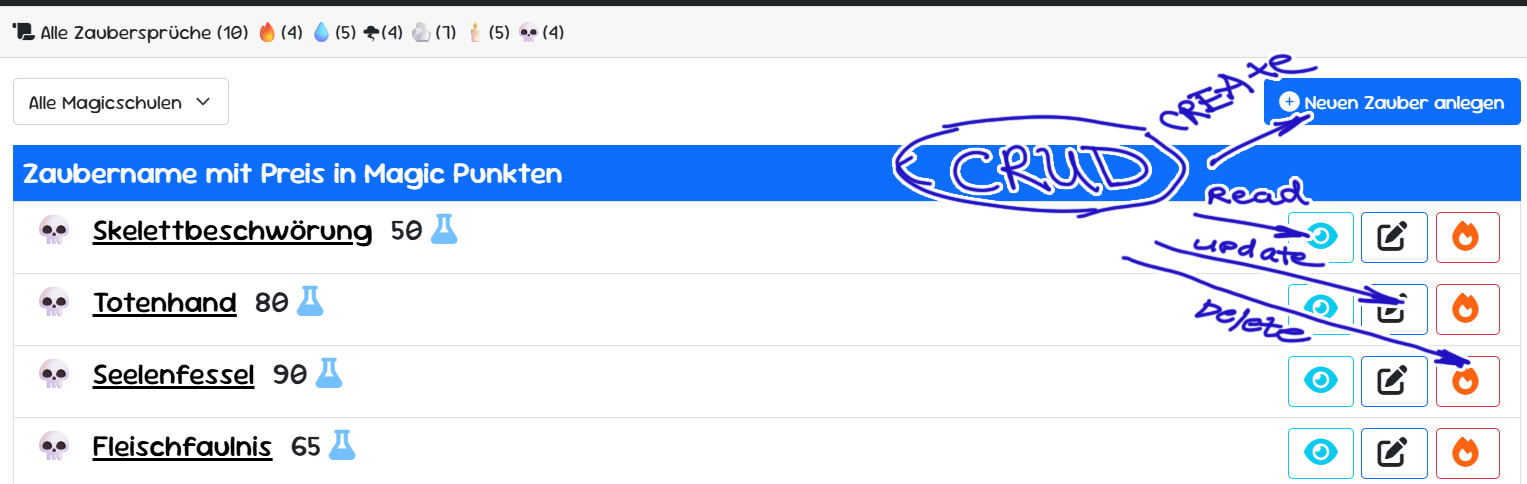 Alle Zaubersprüche (10) (4) (5) (4) (7) (5) (4)
Alle Magicschulen
CREATE
Neuen Zauber anlegen
Zaubername mit Preis in Magic Punkten
CRUD
Read
Skelettbeschwörung 50
update
Totenhand 80
Delete
Seelenfessel 90
Fleischfaulnis 65